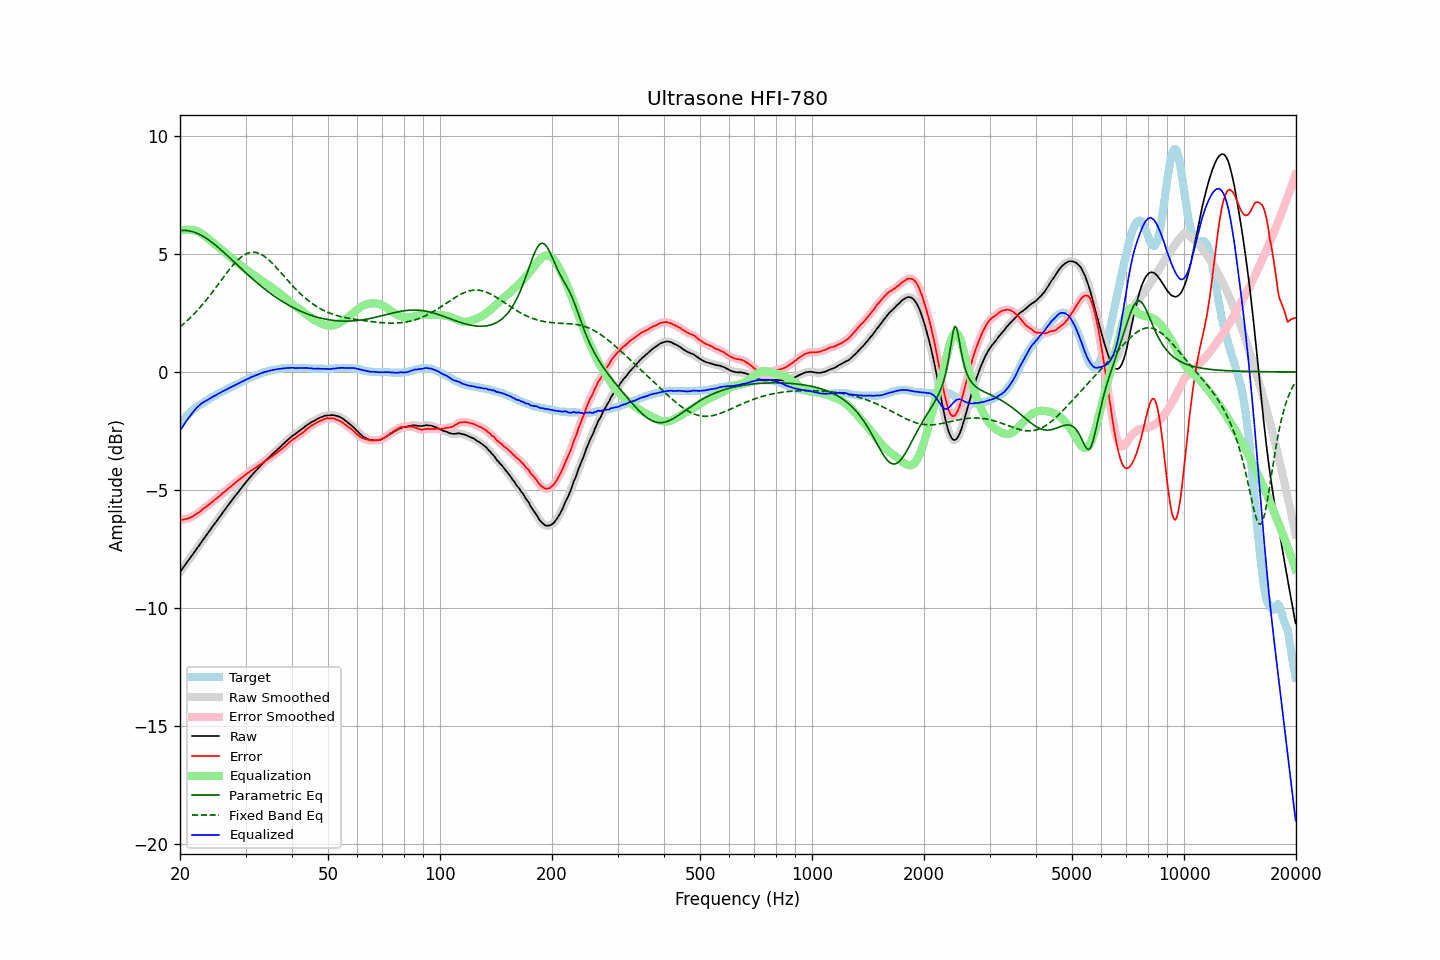 Ultrasone HFI-780
Amplitude (dBr)
10
5
0
−5
−10
−15
−20
Target
Raw Smoothed
Error Smoothed
Raw
Error
Equalization
Parametric Eq
Fixed Band Eq
Equalized
20 50 100 200 500 1000 2000 5000 10000 20000
Frequency (Hz)